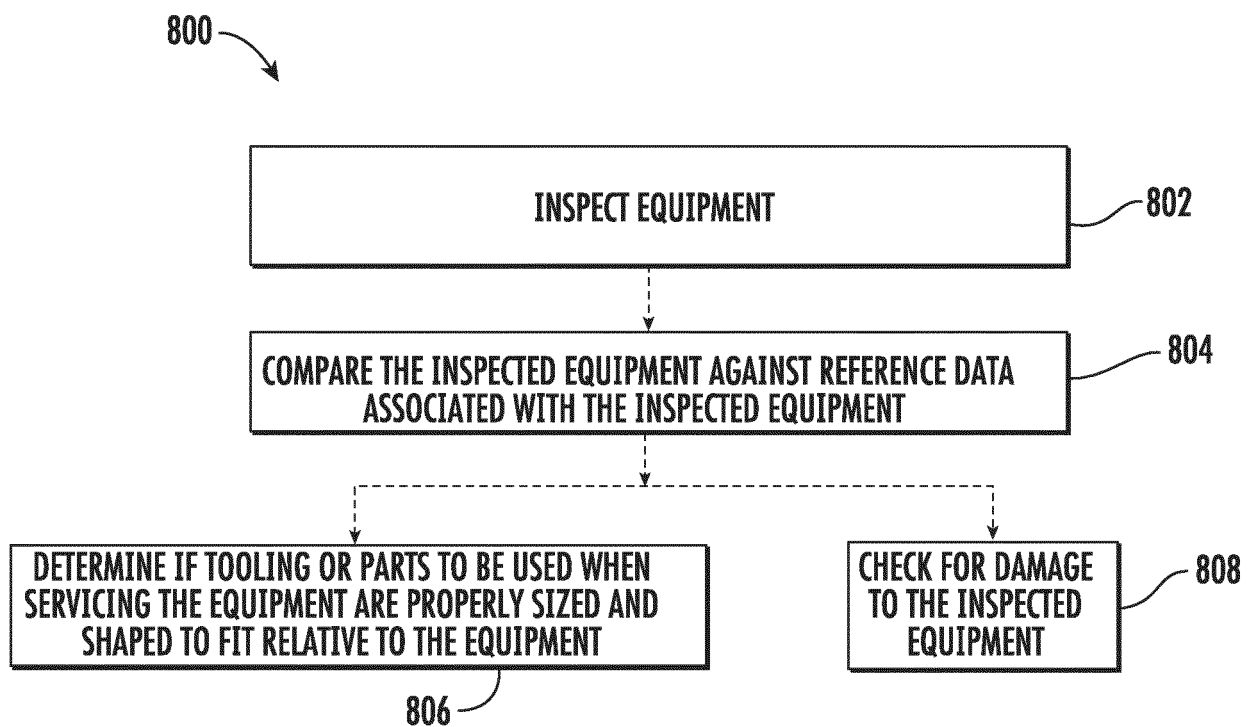 800
INSPECT EQUIPMENT
802
COMPARE THE INSPECTED EQUIPMENT AGAINST REFERENCE DATA
ASSOCIATED WITH THE INSPECTED EQUIPMENT
804
DETERMINE IF TOOLING OR PARTS TO BE USED WHEN
SERVICING THE EQUIPMENT ARE PROPERLY SIZED AND
SHAPED TO FIT RELATIVE TO THE EQUIPMENT
806
CHECK FOR DAMAGE
TO THE INSPECTED
EQUIPMENT
808